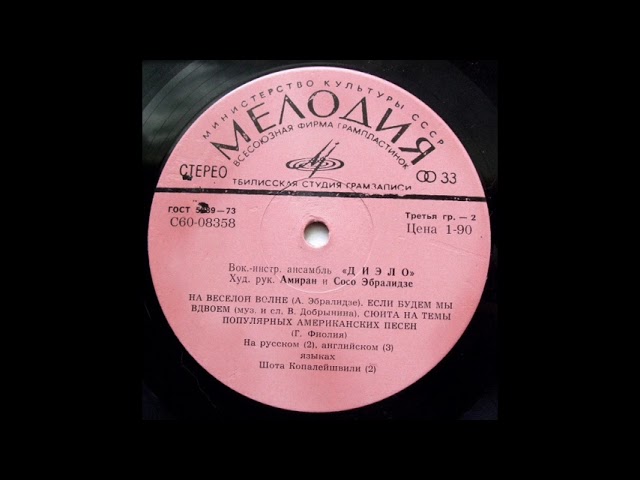 МИНИСТЕРСТВО КУЛЬТУРЫ СССР
МЕЛОДИЯ
ВСЕСОЮЗНАЯ ФИРМА ГРАМПЛАСТИНОК
СТЕРЕО
33
ТБИЛИССКАЯ СТУДИЯ ГРАМЗАПИСИ
ГОСТ 5289—73
Третья гр. — 2
С60-08358
Цена 1-90
Вок.-инстр. ансамбль «ДИЭЛО»
Худ. рук. Амиран и Сосо Эбралидзе
НА ВЕСЕЛОЙ ВОЛНЕ (А. Эбралидзе). ЕСЛИ БУДЕМ МЫ
ВДВОЕМ (муз. и сл. В. Добрынина). СЮИТА НА ТЕМЫ
ПОПУЛЯРНЫХ АМЕРИКАНСКИХ ПЕСЕН
(Г. Фиолия)
На русском (2), английском (3)
языках
Шота Копалейшвили (2)